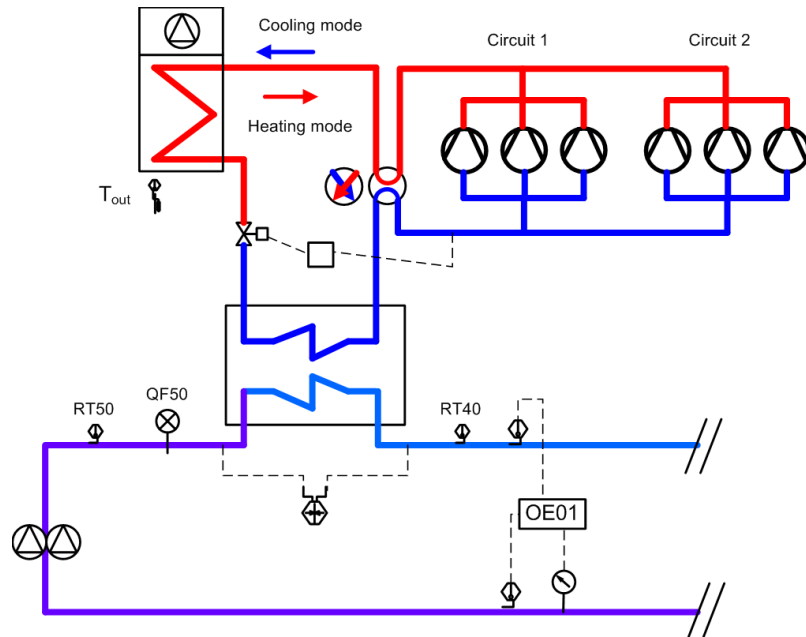 Cooling mode
Circuit 1
Circuit 2
Heating mode
Tout
QF50
RT50
RT40
OE01